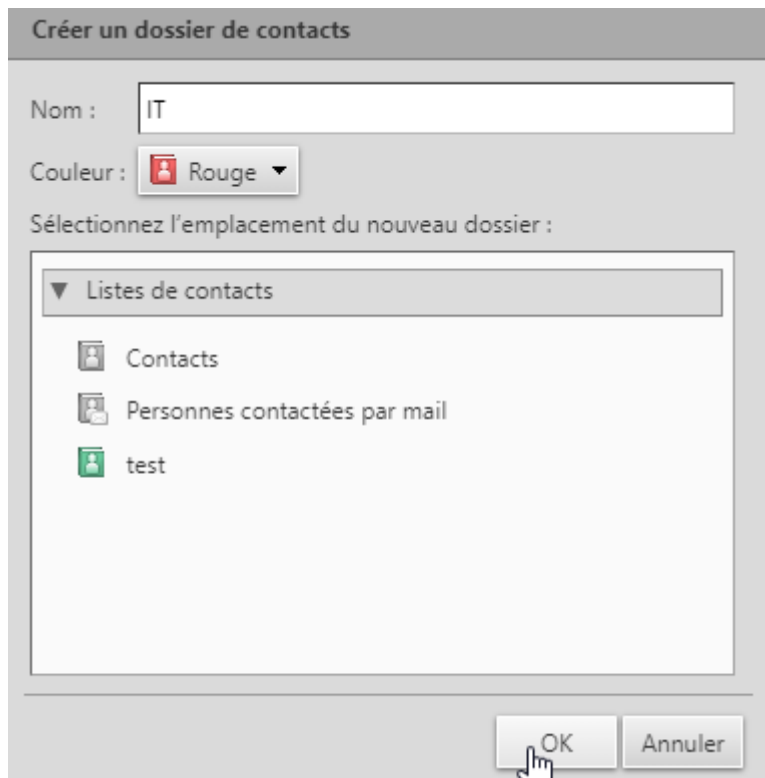 Créer un dossier de contacts
Nom : IT
Couleur : Rouge
Sélectionnez l'emplacement du nouveau dossier :
Listes de contacts
Contacts
Personnes contactées par mail
test
OK Annuler